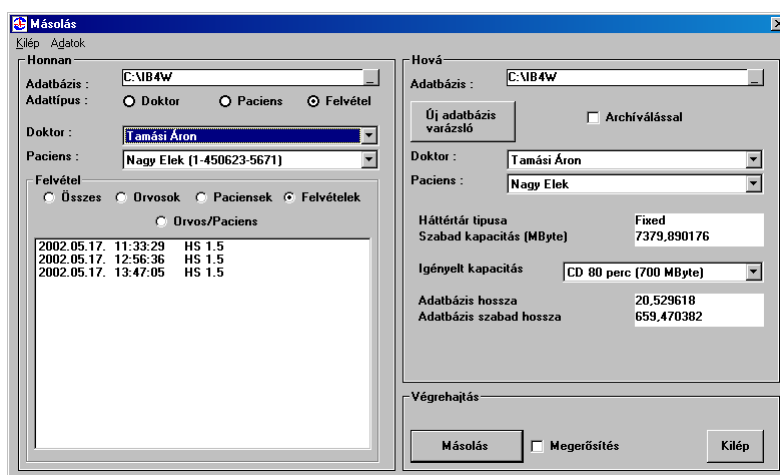 Másolás
Kilép Adatok
Honnan
Adatbázis : C:\IB4W _
Adattípus : Doktor Paciens Felvétel
Doktor : Tamási Áron
Paciens : Nagy Elek (1-450623-5671)
Felvétel
Összes Orvosok Paciensek Felvételek
Orvos/Paciens
2002.05.17. 11:33:29 HS 1.5
2002.05.17. 12:56:36 HS 1.5
2002.05.17. 13:47:05 HS 1.5
Hová
Adatbázis : C:\IB4W _
Új adatbázis
varázsló
Archíválással
Doktor : Tamási Áron
Paciens : Nagy Elek
Háttértár tipusa Fixed
Szabad kapacitás (MByte) 7379,890176
Igényelt kapacitás CD 80 perc (700 MByte)
Adatbázis hossza 20,529618
Adatbázis szabad hossza 659,470382
Végrehajtás
Másolás Megerősítés Kilép